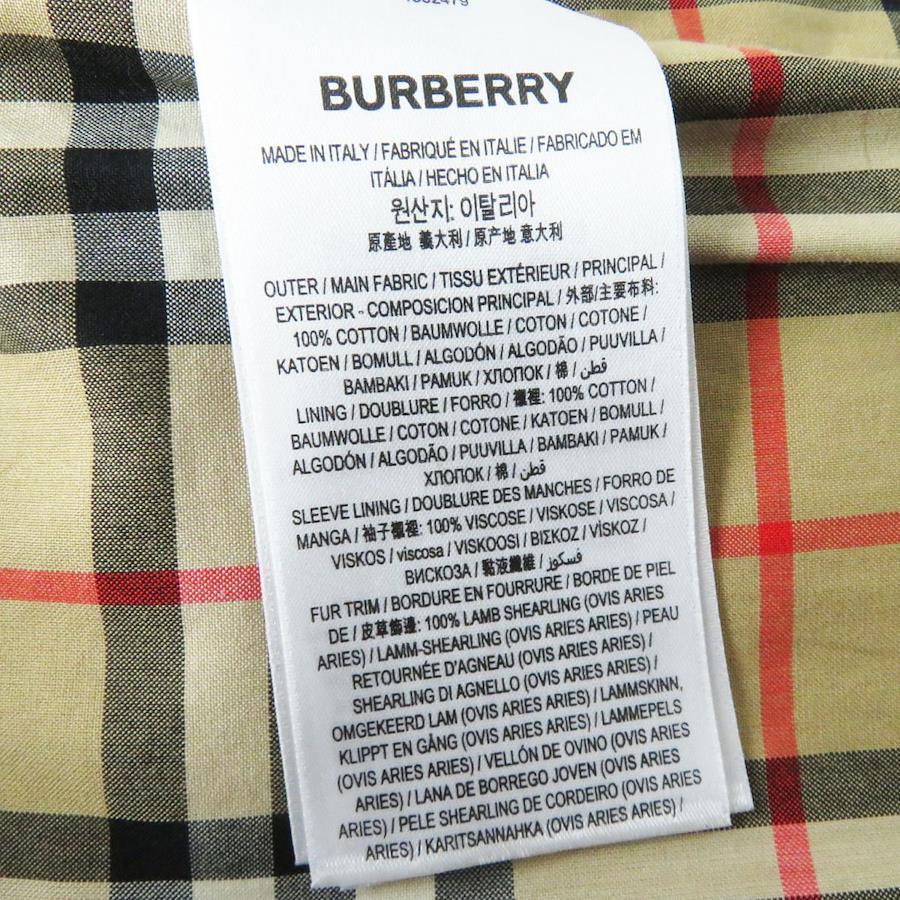 BURBERRY
MADE IN ITALY / FABRIQUÉ EN ITALIE / FABRICADO EM
ITÁLIA / HECHO EN ITALIA
원산지: 이탈리아
原產地 義大利 / 原产地 意大利
OUTER / MAIN FABRIC / TISSU EXTÉRIEUR / PRINCIPAL /
EXTERIOR - COMPOSICION PRINCIPAL / 外部/主要布料:
100% COTTON / BAUMWOLLE / COTON / COTONE /
KATOEN / BOMULL / ALGODÓN / ALGODÃO / PUUVILLA /
BAMBAKI / PAMUK / ХЛОПОК / 棉 / قطن
LINING / DOUBLURE / FORRO / 襯裡: 100% COTTON /
BAUMWOLLE / COTON / COTONE / KATOEN / BOMULL /
ALGODÓN / ALGODÃO / PUUVILLA / BAMBAKI / PAMUK /
ХЛОПОК / 棉 / قطن
SLEEVE LINING / DOUBLURE DES MANCHES / FORRO DE
MANGA / 袖子襯裡: 100% VISCOSE / VISKOSE / VISCOSA /
VISKOS / viscosa / VISKOOSI / ΒΙΣΚΟΖ / VİSKOZ /
ВИСКОЗА / 黏液纖維 / فسكوز
FUR TRIM / BORDURE EN FOURRURE / BORDE DE PIEL
DE / 皮草飾邊: 100% LAMB SHEARLING (OVIS ARIES
ARIES) / LAMM-SHEARLING (OVIS ARIES ARIES) / PEAU
RETOURNÉE D'AGNEAU (OVIS ARIES ARIES) /
SHEARLING DI AGNELLO (OVIS ARIES ARIES) /
OMGEKEERD LAM (OVIS ARIES ARIES) / LAMMSKINN,
KLIPPT EN GÅNG (OVIS ARIES ARIES) / LAMMEPELS
(OVIS ARIES ARIES) / VELLÓN DE OVINO (OVIS ARIES
ARIES) / LANA DE BORREGO JOVEN (OVIS ARIES
ARIES) / PELE SHEARLING DE CORDEIRO (OVIS ARIES
ARIES) / KARITSANNAHKA (OVIS ARIES ARIES) /